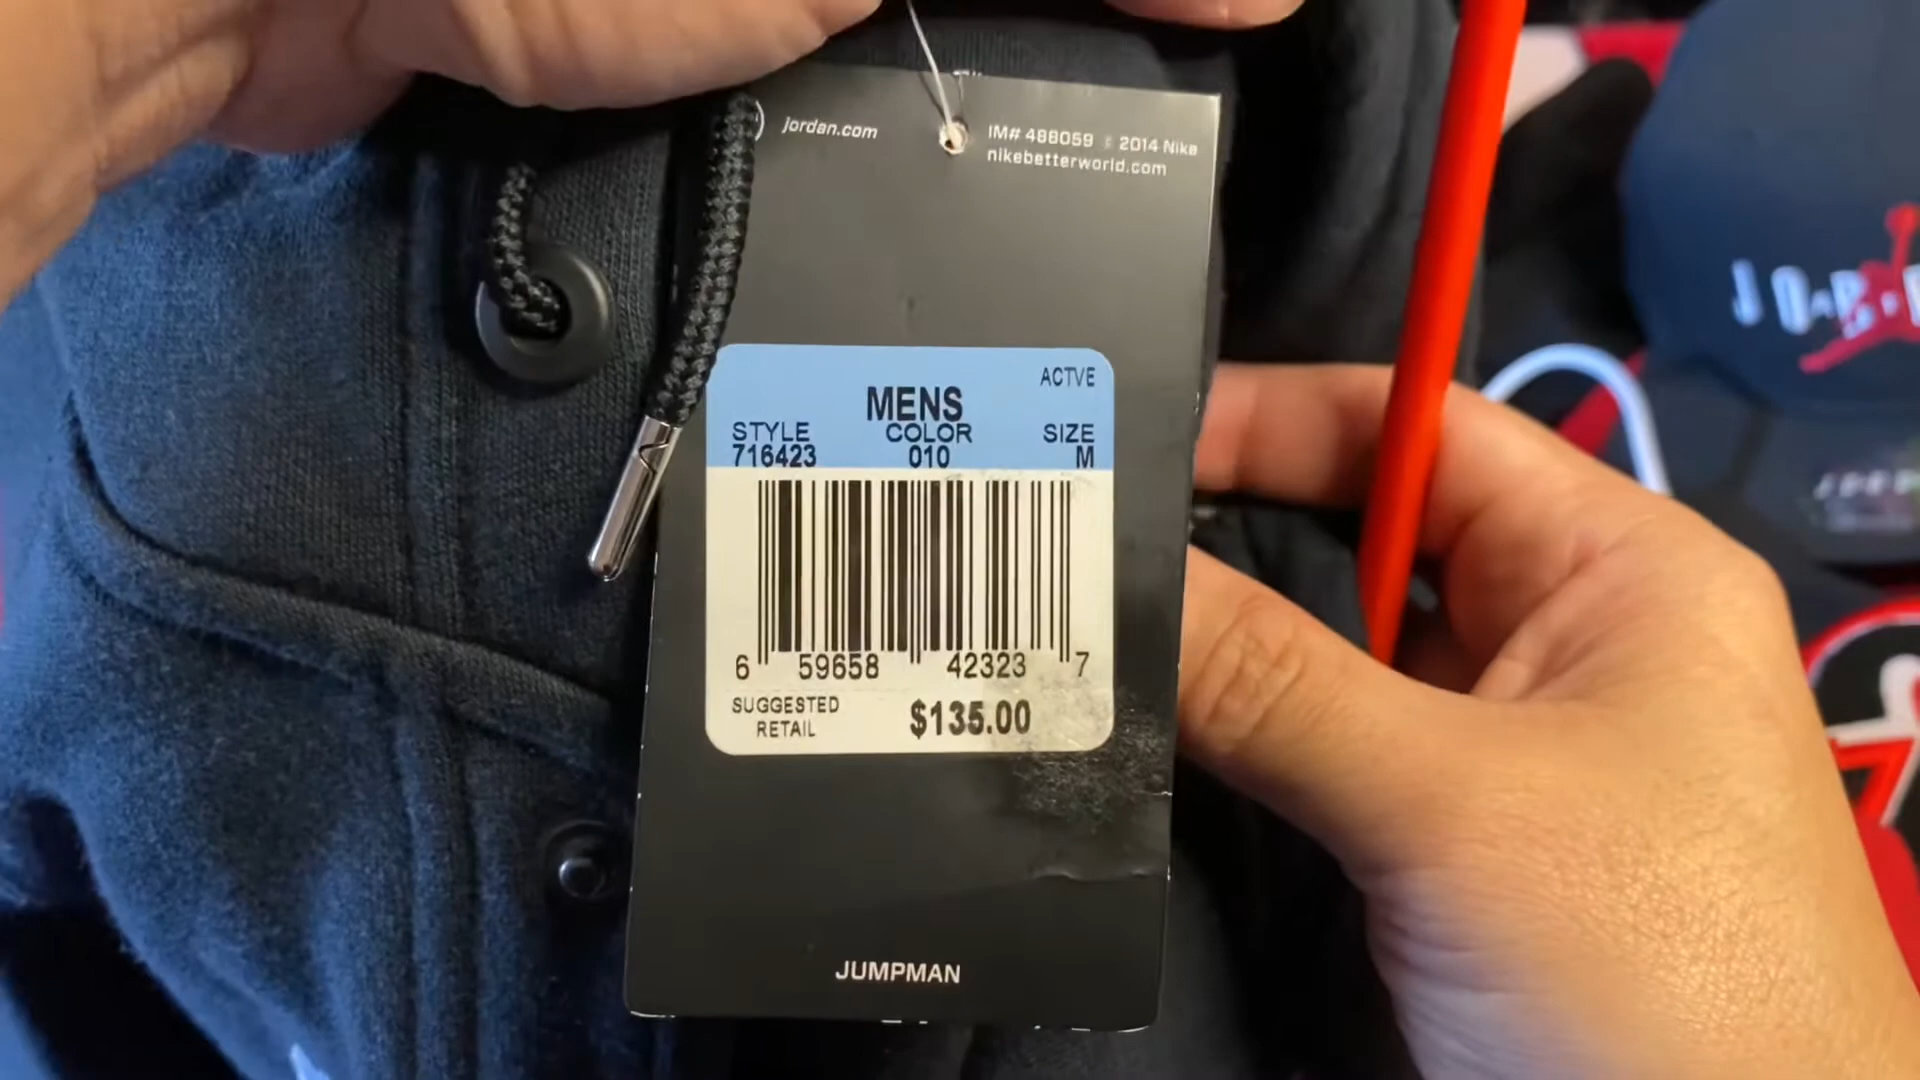 jordan.com
IM# 488059 © 2014 Nike
nikebetterworld.com
ACTVE
MENS
STYLE COLOR SIZE
716423 010 M
6 59658 42323 7
SUGGESTED
RETAIL
$135.00
JUMPMAN